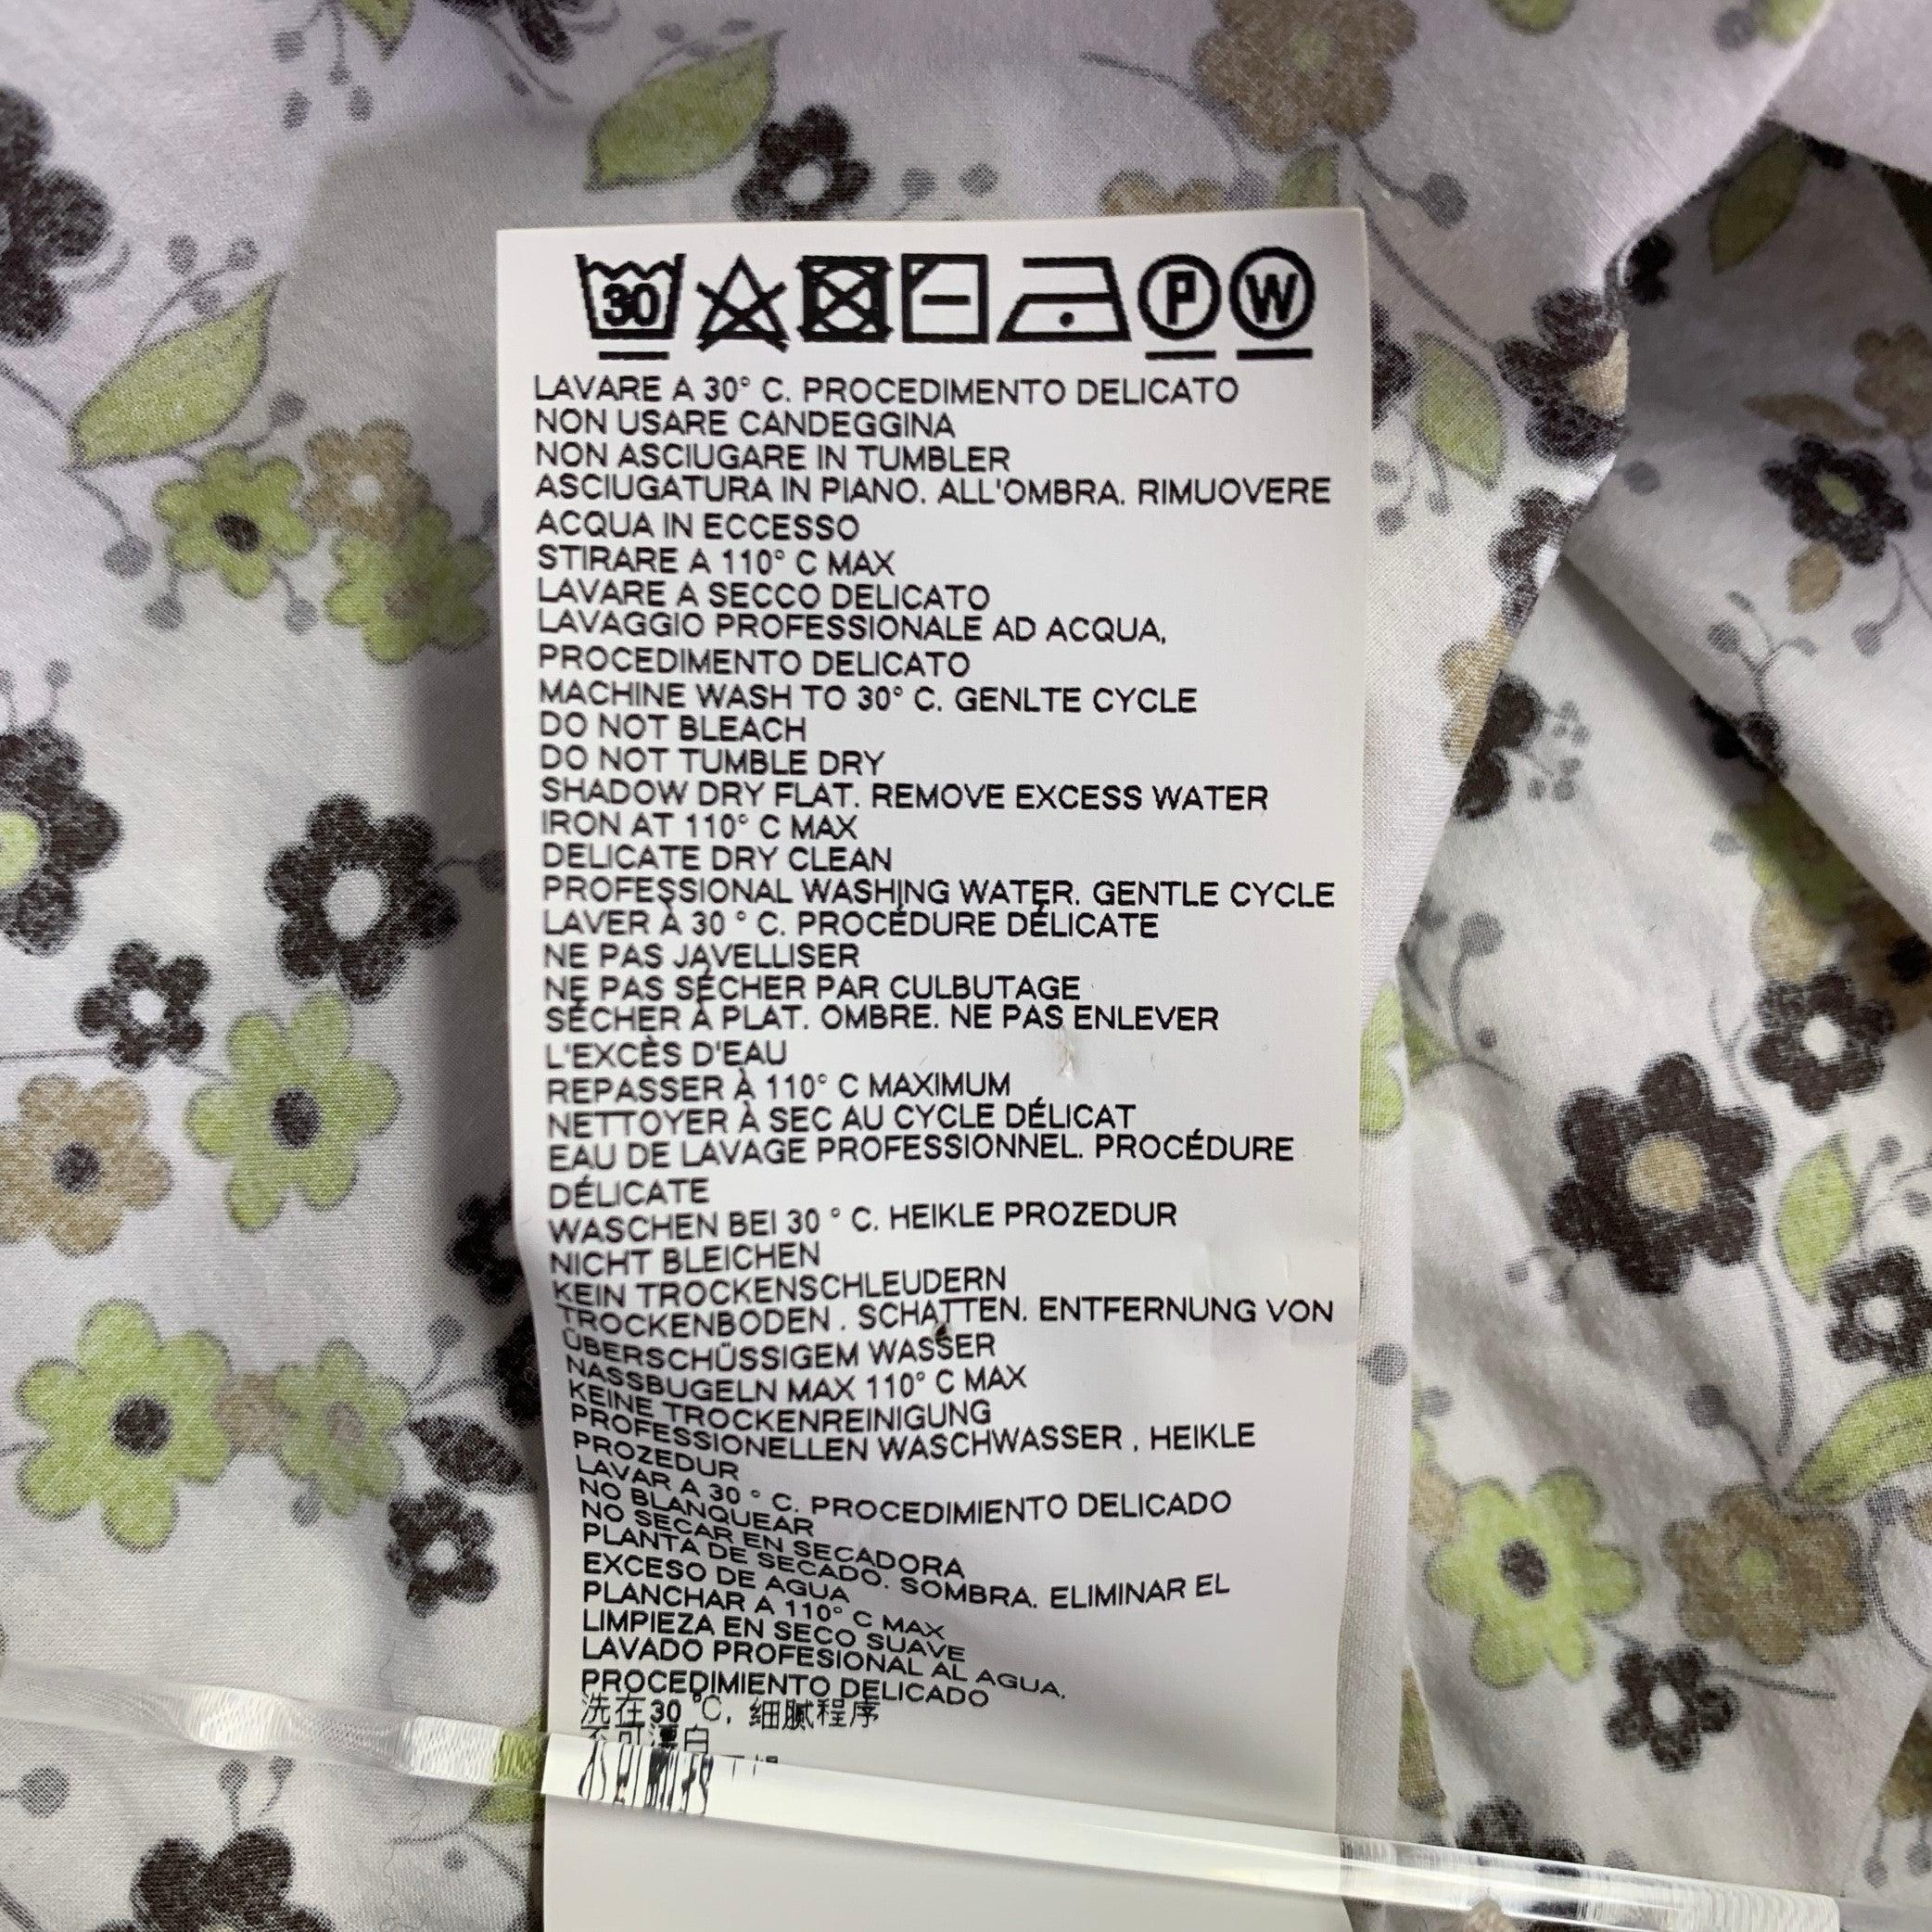 30 P W
LAVARE A 30° C. PROCEDIMENTO DELICATO
NON USARE CANDEGGINA
NON ASCIUGARE IN TUMBLER
ASCIUGATURA IN PIANO. ALL'OMBRA. RIMUOVERE
ACQUA IN ECCESSO
STIRARE A 110° C MAX
LAVARE A SECCO DELICATO
LAVAGGIO PROFESSIONALE AD ACQUA,
PROCEDIMENTO DELICATO
MACHINE WASH TO 30° C. GENLTE CYCLE
DO NOT BLEACH
DO NOT TUMBLE DRY
SHADOW DRY FLAT. REMOVE EXCESS WATER
IRON AT 110° C MAX
DELICATE DRY CLEAN
PROFESSIONAL WASHING WATER. GENTLE CYCLE
LAVER À 30 ° C. PROCÉDURE DÉLICATE
NE PAS JAVELLISER
NE PAS SÉCHER PAR CULBUTAGE
SÉCHER À PLAT. OMBRE. NE PAS ENLEVER
L'EXCÈS D'EAU
REPASSER À 110° C MAXIMUM
NETTOYER À SEC AU CYCLE DÉLICAT
EAU DE LAVAGE PROFESSIONNEL. PROCÉDURE
DÉLICATE
WASCHEN BEI 30 ° C. HEIKLE PROZEDUR
NICHT BLEICHEN
KEIN TROCKENSCHLEUDERN
TROCKENBODEN . SCHATTEN. ENTFERNUNG VON
ÜBERSCHÜSSIGEM WASSER
NASSBUGELN MAX 110° C MAX
KEINE TROCKENREINIGUNG
PROFESSIONELLEN WASCHWASSER , HEIKLE
PROZEDUR
LAVAR A 30 ° C. PROCEDIMIENTO DELICADO
NO BLANQUEAR
NO SECAR EN SECADORA
PLANTA DE SECADO. SOMBRA. ELIMINAR EL
EXCESO DE AGUA
PLANCHAR A 110° C MAX
LIMPIEZA EN SECO SUAVE
LAVADO PROFESIONAL AL AGUA,
PROCEDIMIENTO DELICADO
洗在30 °C, 细腻程序
不可漂白